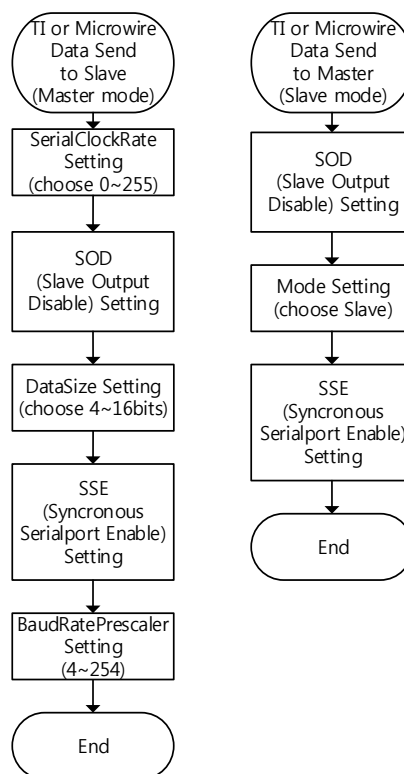 TI or Microwire
Data Send
to Slave
(Master mode)
SerialClockRate
Setting
(choose 0~255)
SOD
(Slave Output
Disable) Setting
DataSize Setting
(choose 4~16bits)
SSE
(Syncronous
Serialport Enable)
Setting
BaudRatePrescaler
Setting
(4~254)
End
TI or Microwire
Data Send
to Master
(Slave mode)
SOD
(Slave Output
Disable) Setting
Mode Setting
(choose Slave)
SSE
(Syncronous
Serialport Enable)
Setting
End